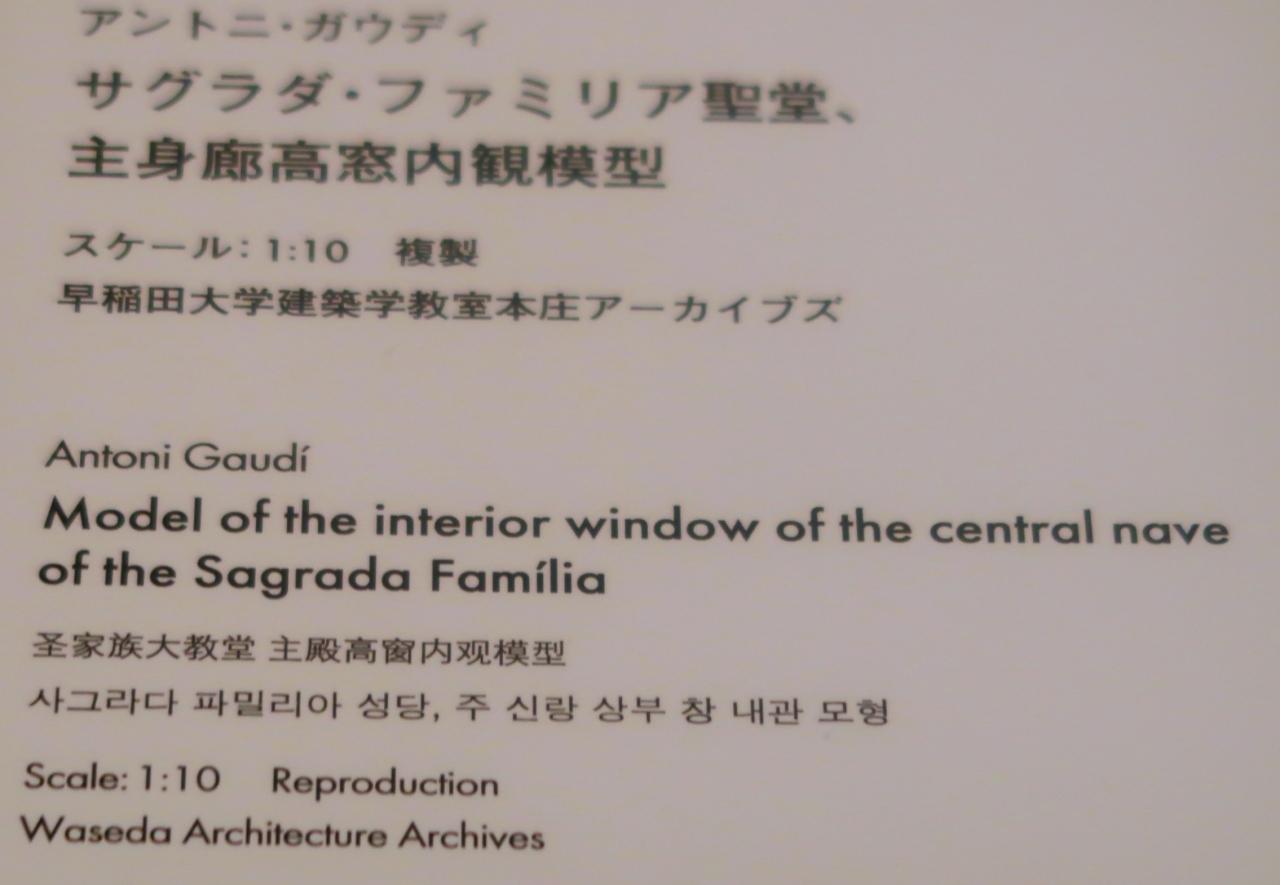 アントニ・ガウディ
サグラダ・ファミリア聖堂、
主身廊高窓内観模型
スケール：1:10　複製
早稲田大学建築学教室本庄アーカイブズ
Antoni Gaudí
Model of the interior window of the central nave
of the Sagrada Família
圣家族大教堂 主殿高窗内观模型
사그라다 파밀리아 성당, 주 신랑 상부 창 내관 모형
Scale: 1:10　Reproduction
Waseda Architecture Archives